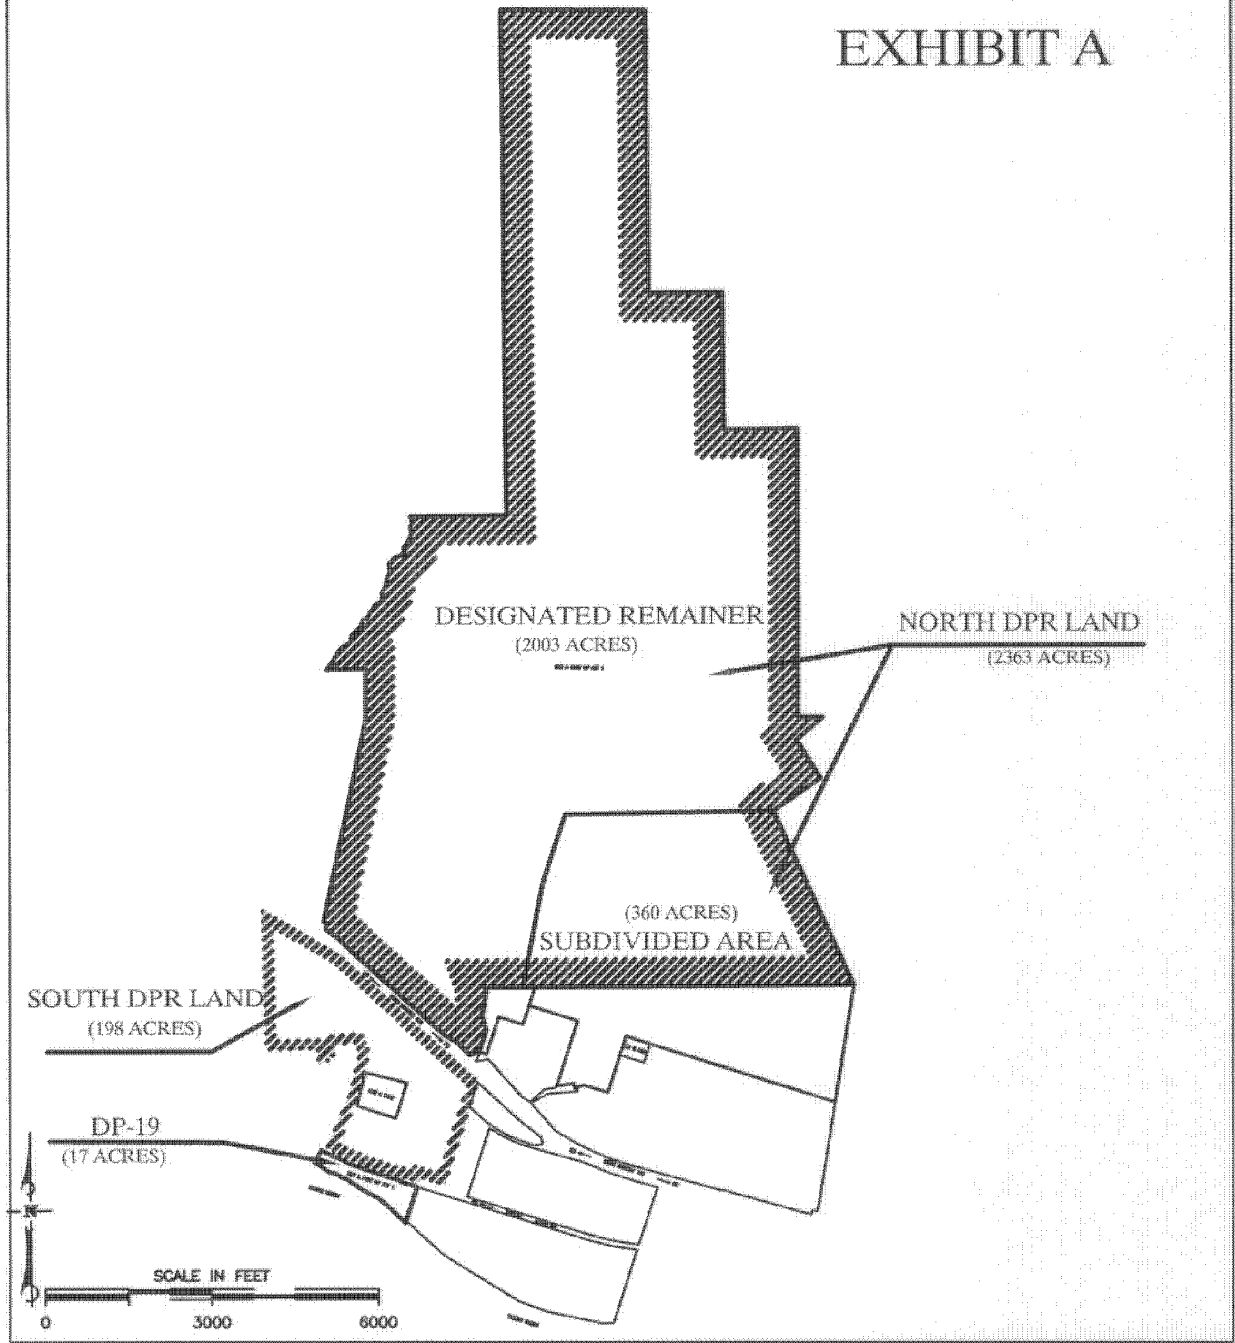 EXHIBIT A
DESIGNATED REMAINER
(2003 ACRES)
NORTH DPR LAND
(2363 ACRES)
(360 ACRES)
SUBDIVIDED AREA
SOUTH DPR LAND
(198 ACRES)
DP-19
(17 ACRES)
N
SCALE IN FEET
0 3000 6000